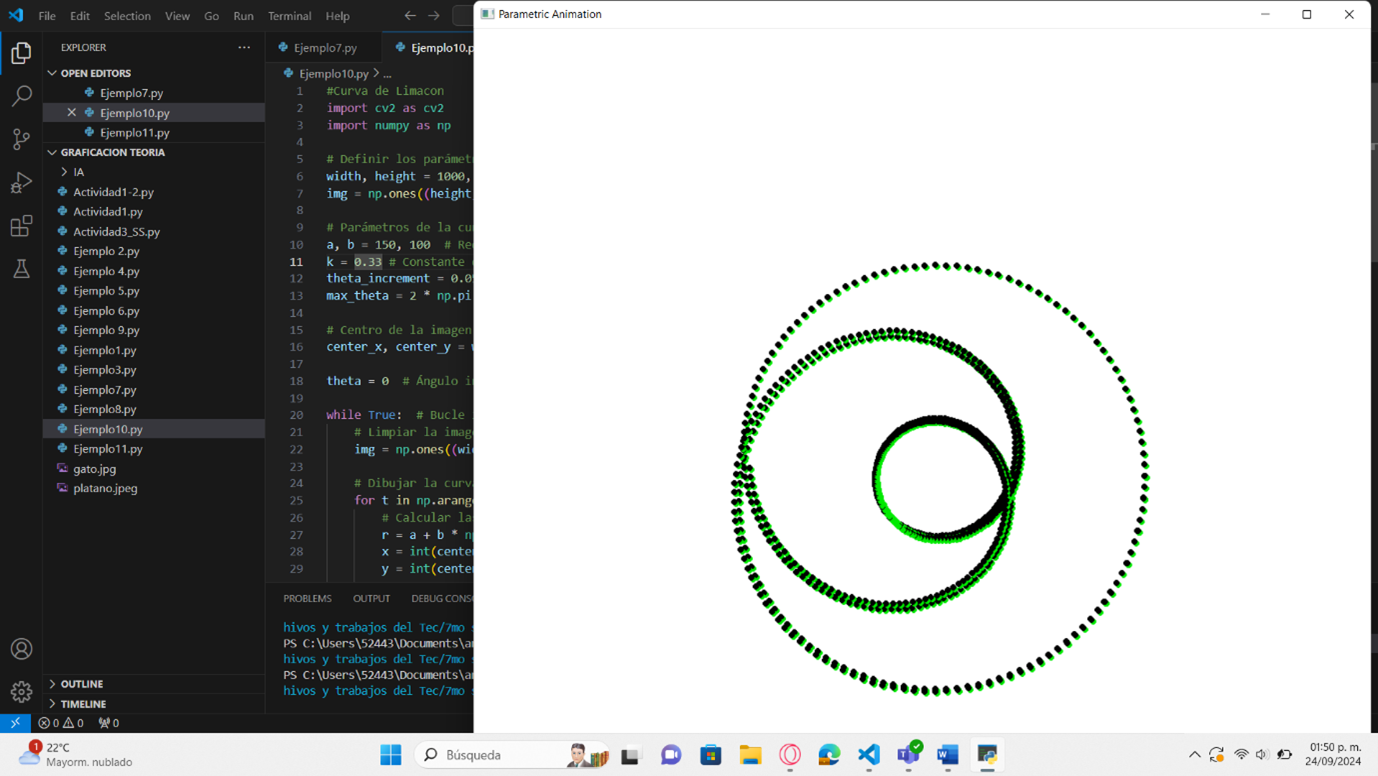 File Edit Selection View Go Run Terminal Help
Parametric Animation
EXPLORER
Ejemplo7.py
Ejemplo10.p
OPEN EDITORS
Ejemplo7.py
Ejemplo10.py
Ejemplo11.py
GRAFICACION TEORIA
IA
Actividad1-2.py
Actividad1.py
Actividad3_SS.py
Ejemplo 2.py
Ejemplo 4.py
Ejemplo 5.py
Ejemplo 6.py
Ejemplo 9.py
Ejemplo1.py
Ejemplo3.py
Ejemplo7.py
Ejemplo8.py
Ejemplo10.py
Ejemplo11.py
gato.jpg
platano.jpeg
OUTLINE
TIMELINE
Ejemplo10.py > ...
1 #Curva de Limacon
2 import cv2 as cv2
3 import numpy as np
4
5 # Definir los parámet
6 width, height = 1000,
7 img = np.ones((height
8
9 # Parámetros de la cu
10 a, b = 150, 100 # Re
11 k = 0.33 # Constante
12 theta_increment = 0.05
13 max_theta = 2 * np.pi
14
15 # Centro de la imagen
16 center_x, center_y =
17
18 theta = 0 # Ángulo in
19
20 while True: # Bucle
21 # Limpiar la image
22 img = np.ones((wi
23
24 # Dibujar la curva
25 for t in np.arang
26 # Calcular la
27 r = a + b * np
28 x = int(cente
29 y = int(cente
PROBLEMS OUTPUT DEBUG CONS
hivos y trabajos del Tec/7mo s
PS C:\Users\52443\Documents\a
hivos y trabajos del Tec/7mo s
PS C:\Users\52443\Documents\a
hivos y trabajos del Tec/7mo s
0 0 0
1
22°C
Mayorm. nublado
Búsqueda
01:50 p. m.
24/09/2024